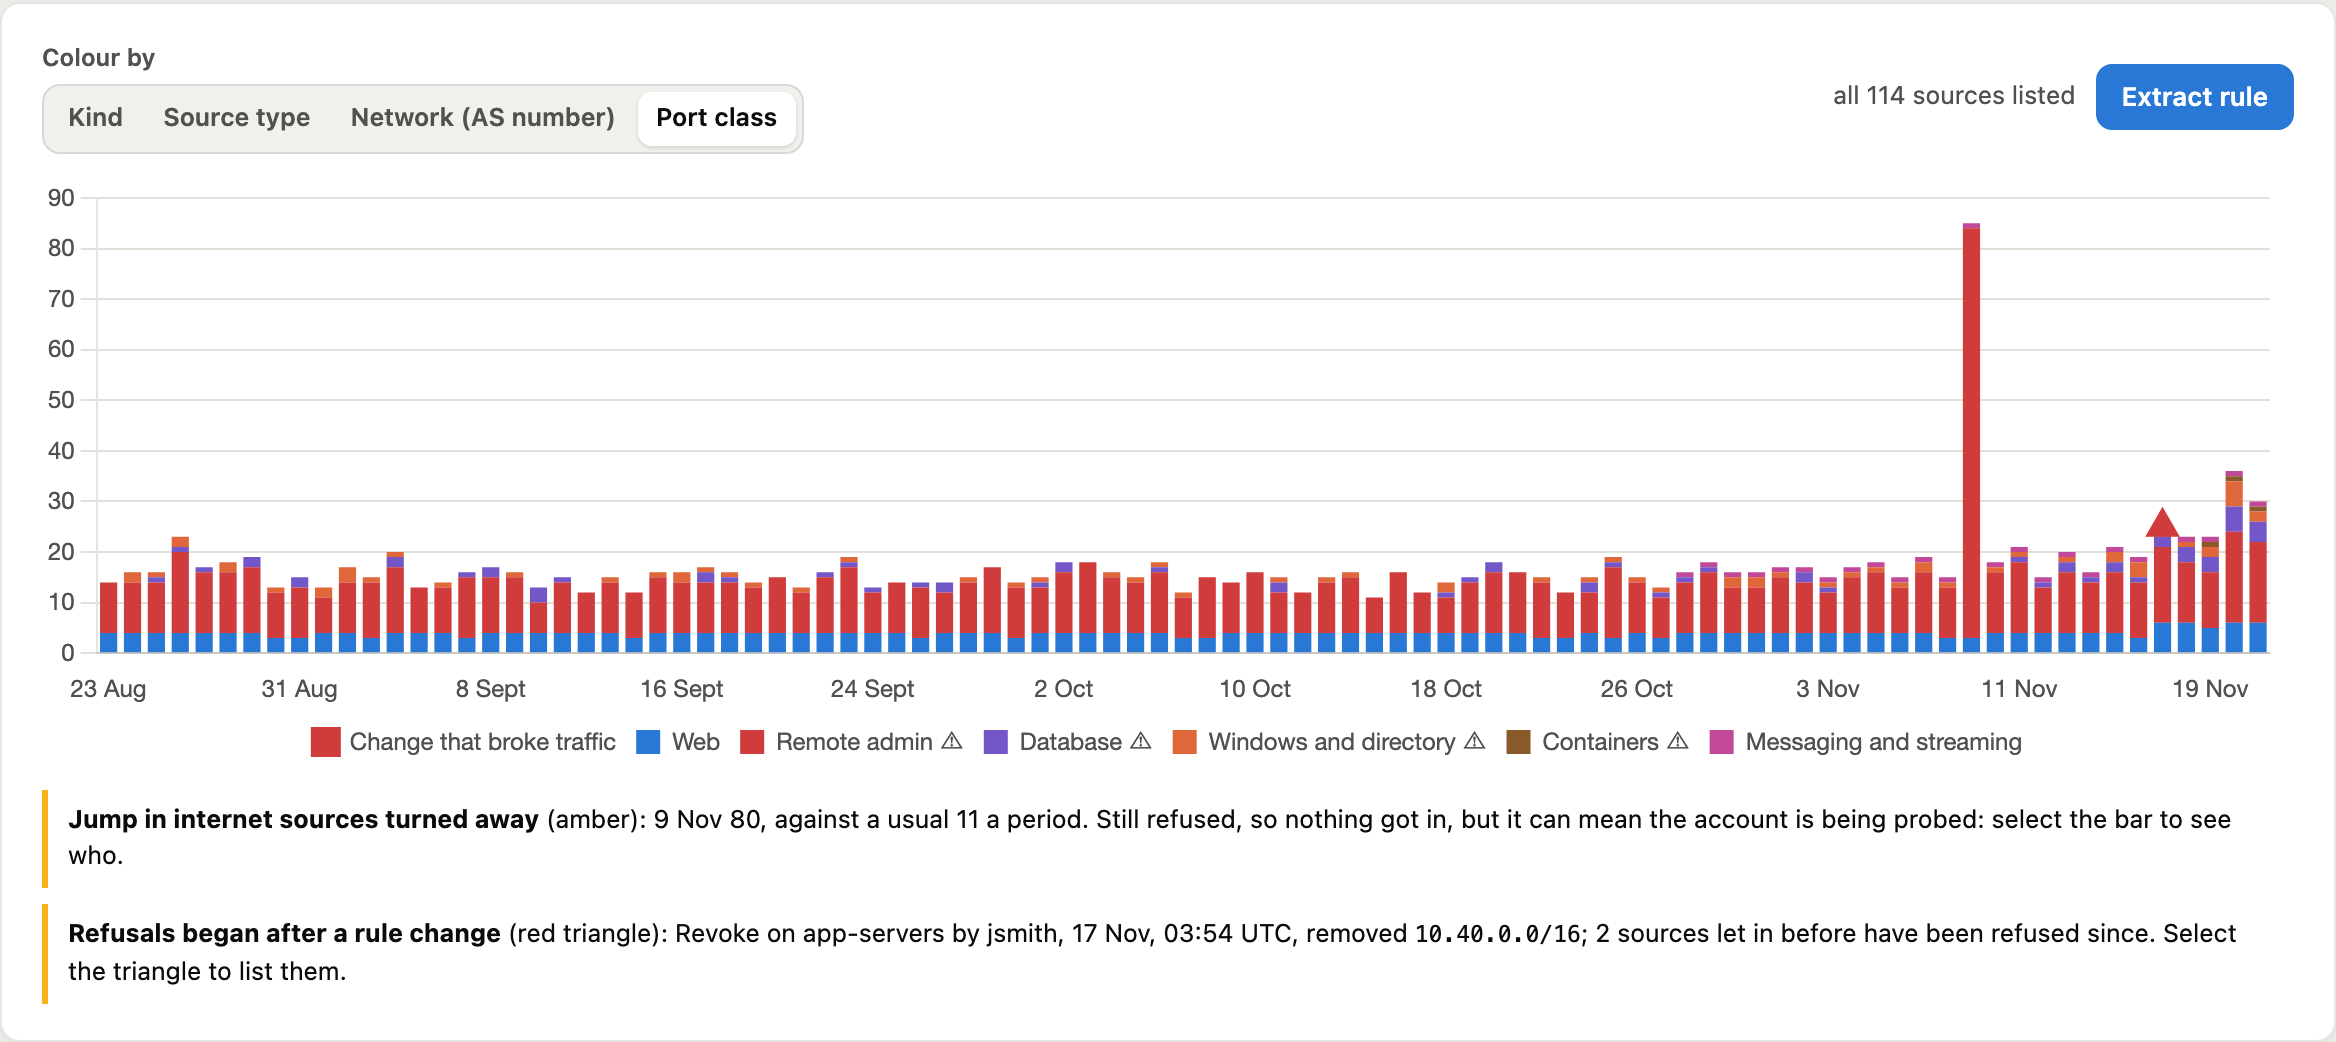 Colour by
Kind Source type Network (AS number) Port class
all 114 sources listed Extract rule
90
80
70
60
50
40
30
20
10
0
23 Aug 31 Aug 8 Sept 16 Sept 24 Sept 2 Oct 10 Oct 18 Oct 26 Oct 3 Nov 11 Nov 19 Nov
Change that broke traffic Web Remote admin ⚠ Database ⚠ Windows and directory ⚠ Containers ⚠ Messaging and streaming
Jump in internet sources turned away (amber): 9 Nov 80, against a usual 11 a period. Still refused, so nothing got in, but it can mean the account is being probed: select the bar to see
who.
Refusals began after a rule change (red triangle): Revoke on app-servers by jsmith, 17 Nov, 03:54 UTC, removed 10.40.0.0/16; 2 sources let in before have been refused since. Select
the triangle to list them.